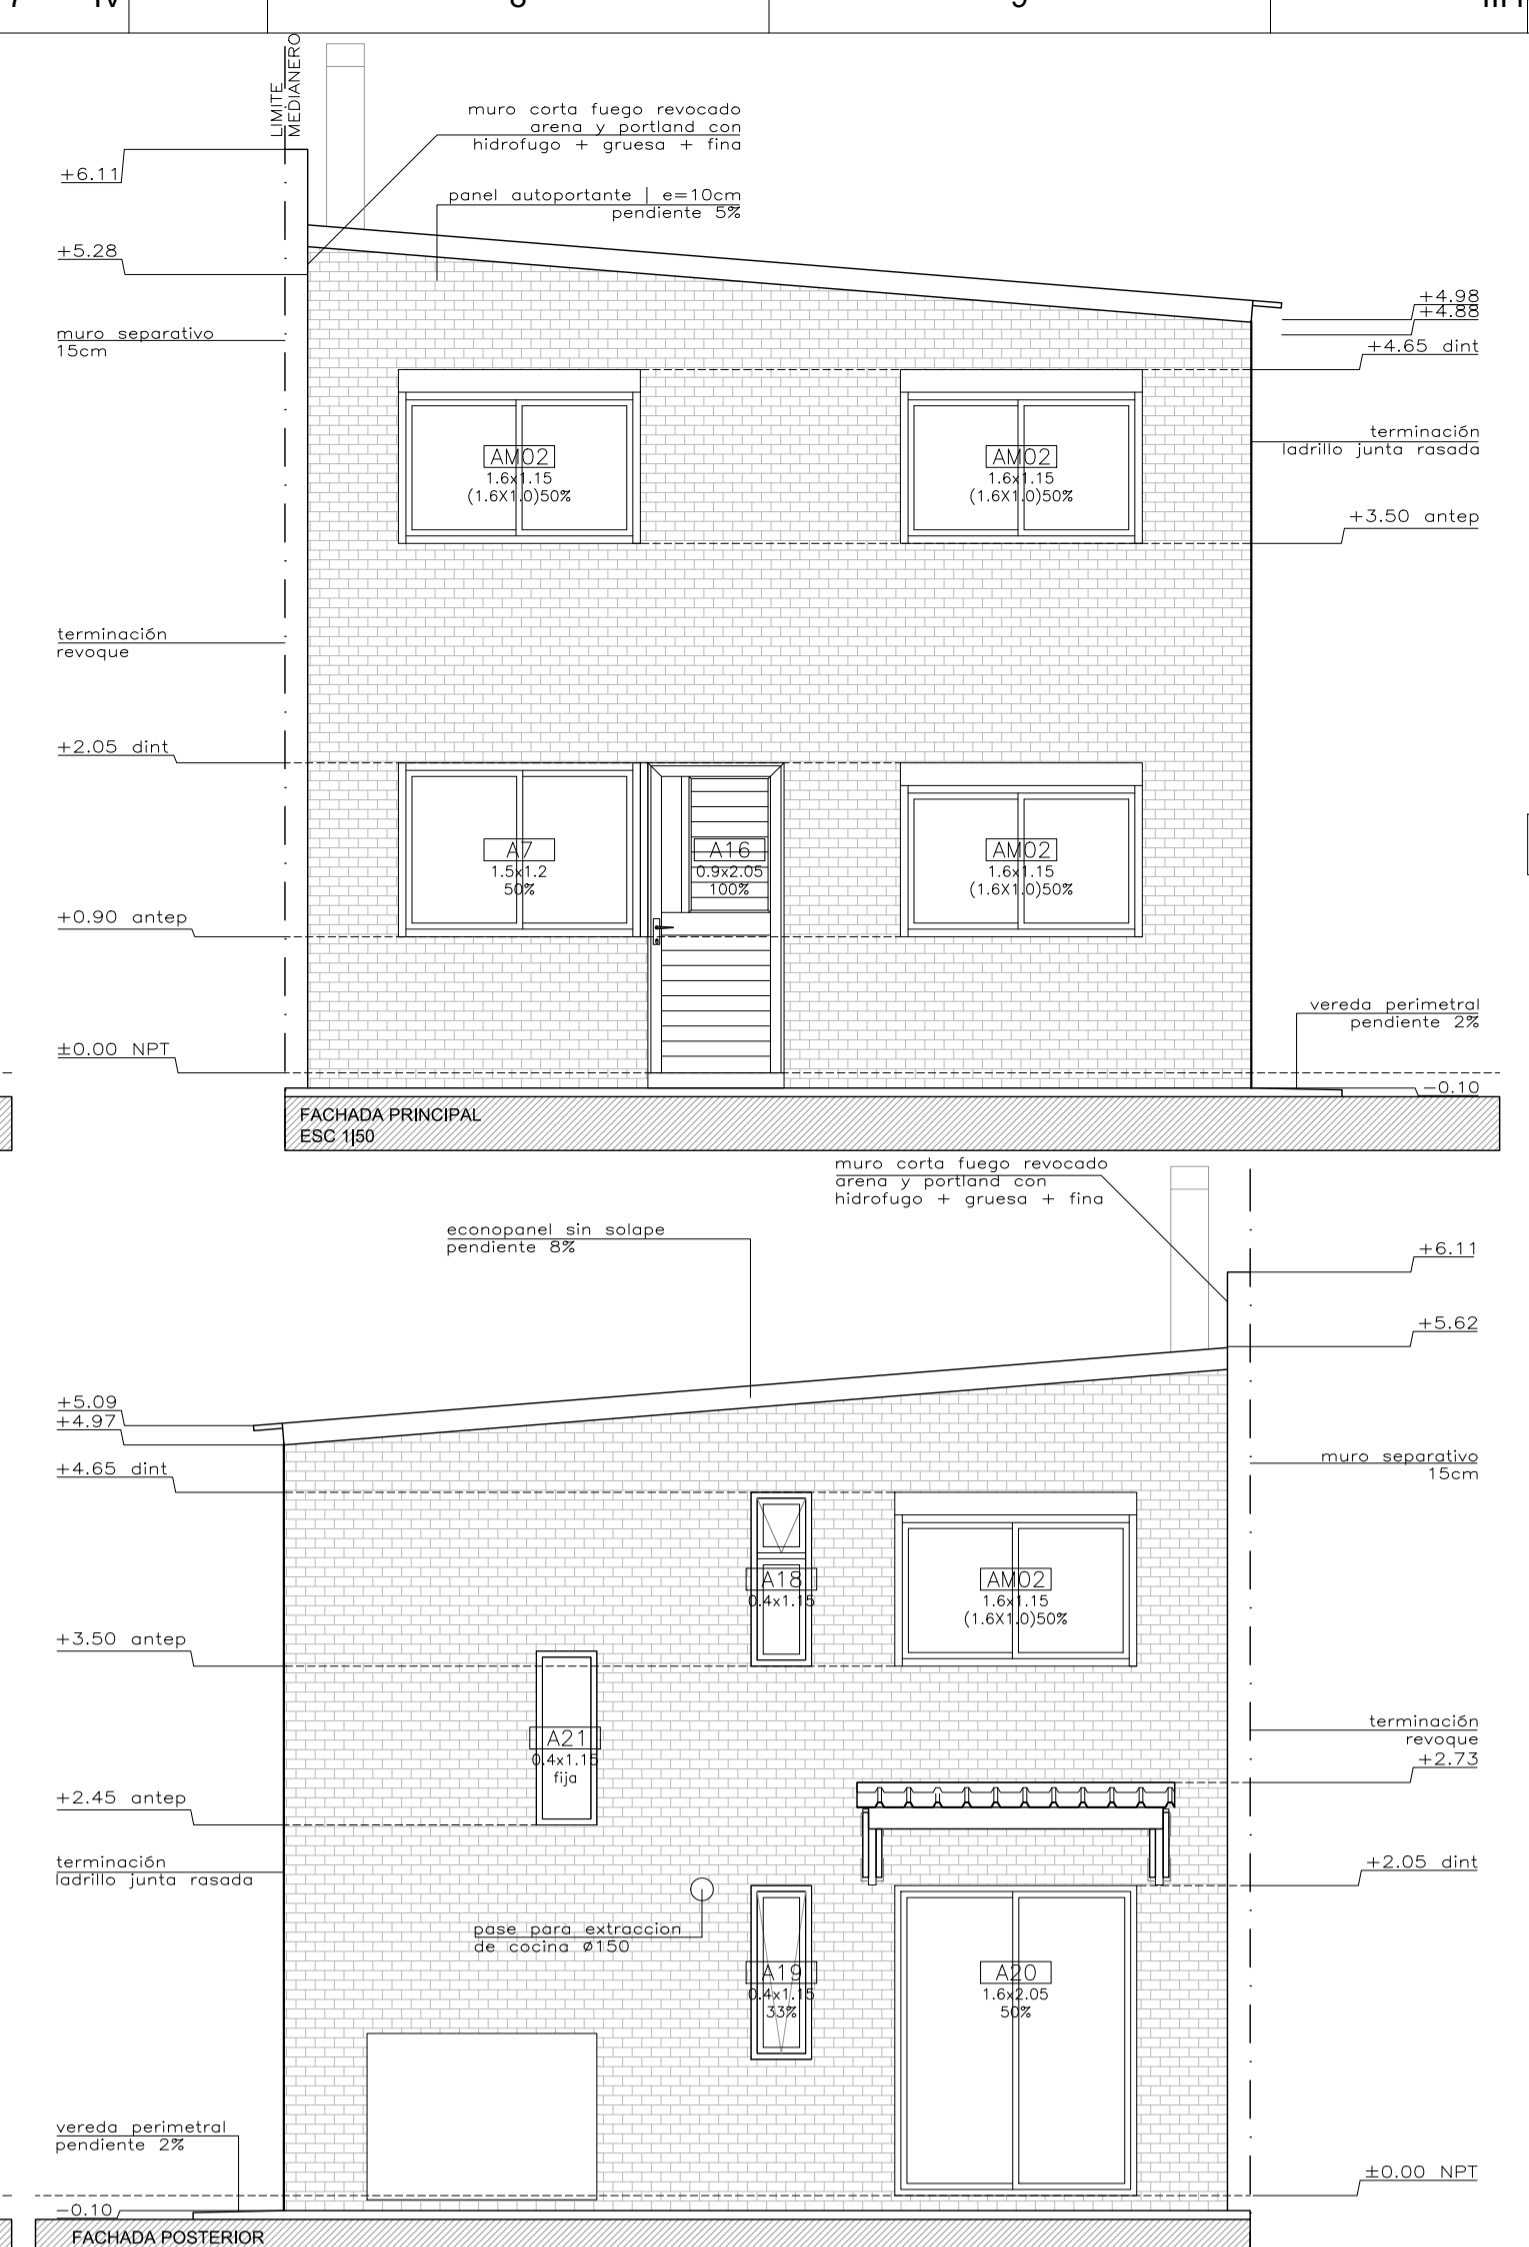 LIMITE
MEDIANERO
muro corta fuego revocado
arena y portland con
hidrofugo + gruesa + fina
+6.11
panel autoportante | e=10cm
pendiente 5%
+5.28
+4.98
+4.88
muro separativo
15cm
+4.65 dint
terminación
ladrillo junta rasada
AM02
1.6x1.15
(1.6X1.0)50%
AM02
1.6x1.15
(1.6X1.0)50%
+3.50 antep
terminación
revoque
+2.05 dint
A7
1.5x1.2
50%
A16
0.9x2.05
100%
AM02
1.6x1.15
(1.6X1.0)50%
+0.90 antep
vereda perimetral
pendiente 2%
±0.00 NPT
-0.10
FACHADA PRINCIPAL
ESC 1|50
muro corta fuego revocado
arena y portland con
hidrofugo + gruesa + fina
econopanel sin solape
pendiente 8%
+6.11
+5.62
+5.09
+4.97
+4.65 dint
muro separativo
15cm
A18
0.4x1.15
AM02
1.6x1.15
(1.6X1.0)50%
+3.50 antep
A21
0.4x1.15
fija
terminación
revoque
+2.73
+2.45 antep
terminación
ladrillo junta rasada
+2.05 dint
pase para extraccion
de cocina ø150
A19
0.4x1.15
33%
A20
1.6x2.05
50%
vereda perimetral
pendiente 2%
±0.00 NPT
-0.10
FACHADA POSTERIOR